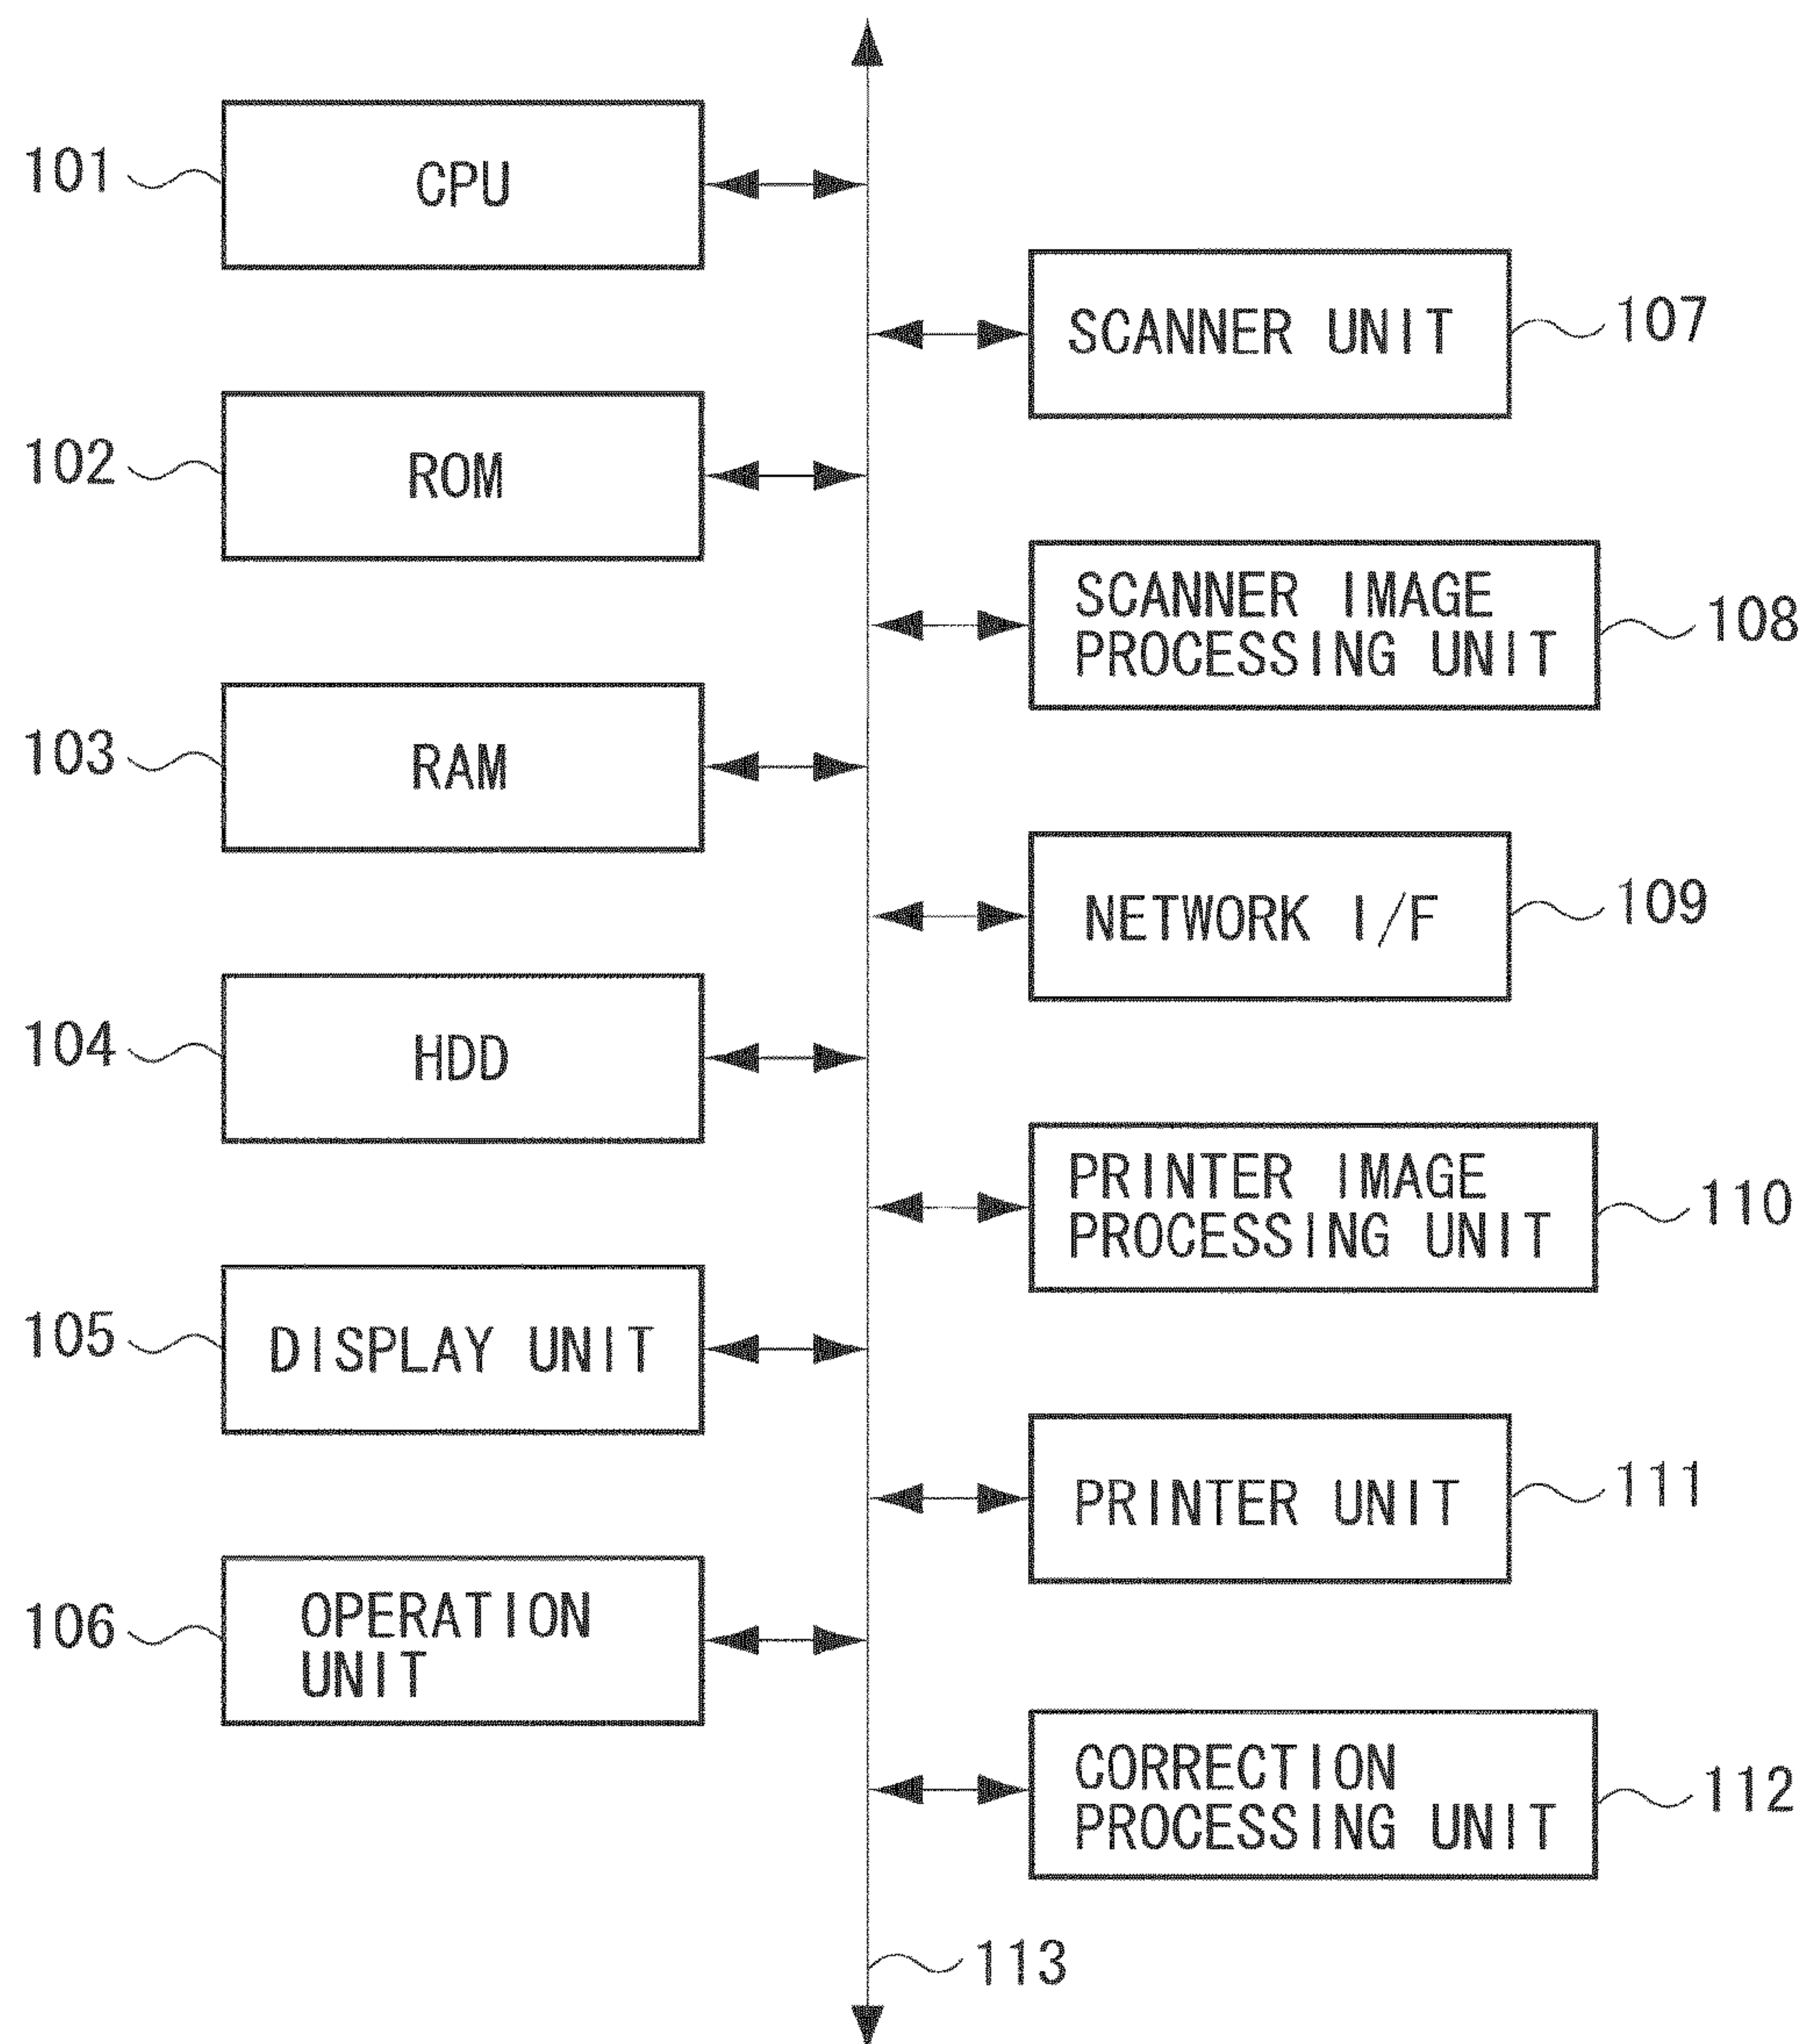 101
CPU
SCANNER UNIT
107
102
ROM
SCANNER IMAGE
PROCESSING UNIT
108
103
RAM
NETWORK I/F
109
104
HDD
PRINTER IMAGE
PROCESSING UNIT
110
105
DISPLAY UNIT
PRINTER UNIT
111
106
OPERATION
UNIT
CORRECTION
PROCESSING UNIT
112
113